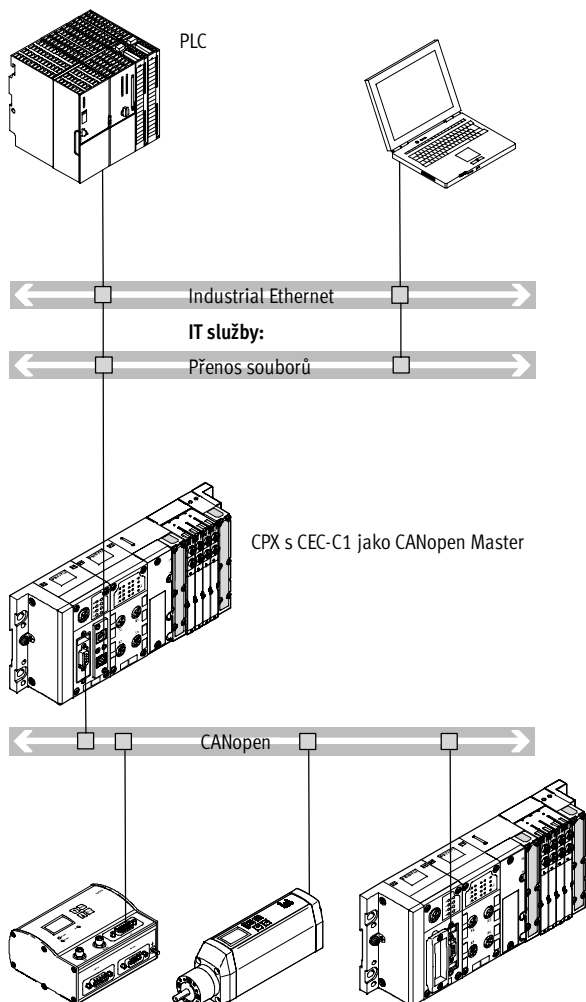 PLC
Industrial Ethernet
IT služby:
Přenos souborů
CPX s CEC-C1 jako CANopen Master
CANopen